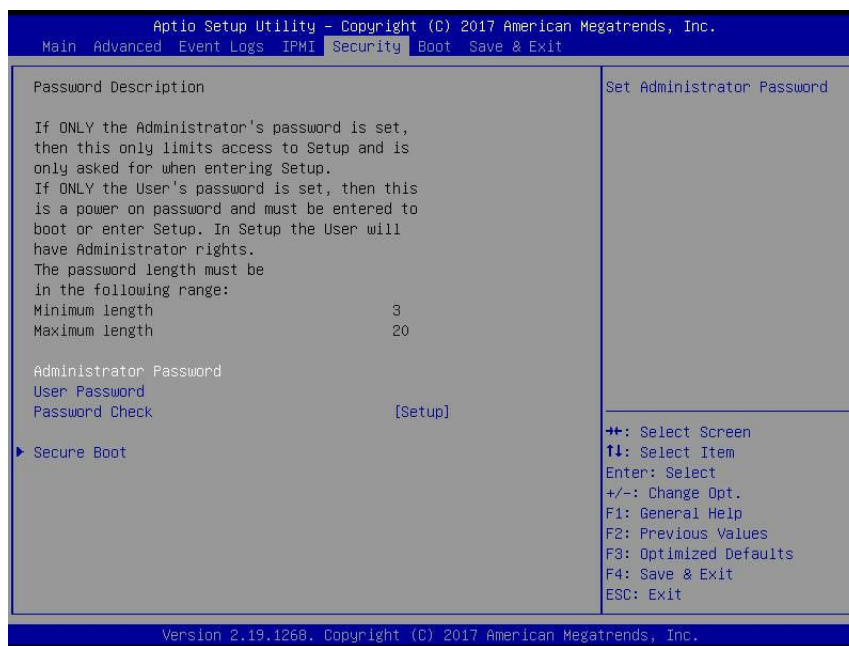 Aptio Setup Utility – Copyright (C) 2017 American Megatrends, Inc.
Main Advanced Event Logs IPMI Security Boot Save & Exit
Password Description
If ONLY the Administrator's password is set,
then this only limits access to Setup and is
only asked for when entering Setup.
If ONLY the User's password is set, then this
is a power on password and must be entered to
boot or enter Setup. In Setup the User will
have Administrator rights.
The password length must be
in the following range:
Minimum length 3
Maximum length 20
Administrator Password
User Password
Password Check [Setup]
Secure Boot
Set Administrator Password
→←: Select Screen
↑↓: Select Item
Enter: Select
+/-: Change Opt.
F1: General Help
F2: Previous Values
F3: Optimized Defaults
F4: Save & Exit
ESC: Exit
Version 2.19.1268. Copyright (C) 2017 American Megatrends, Inc.